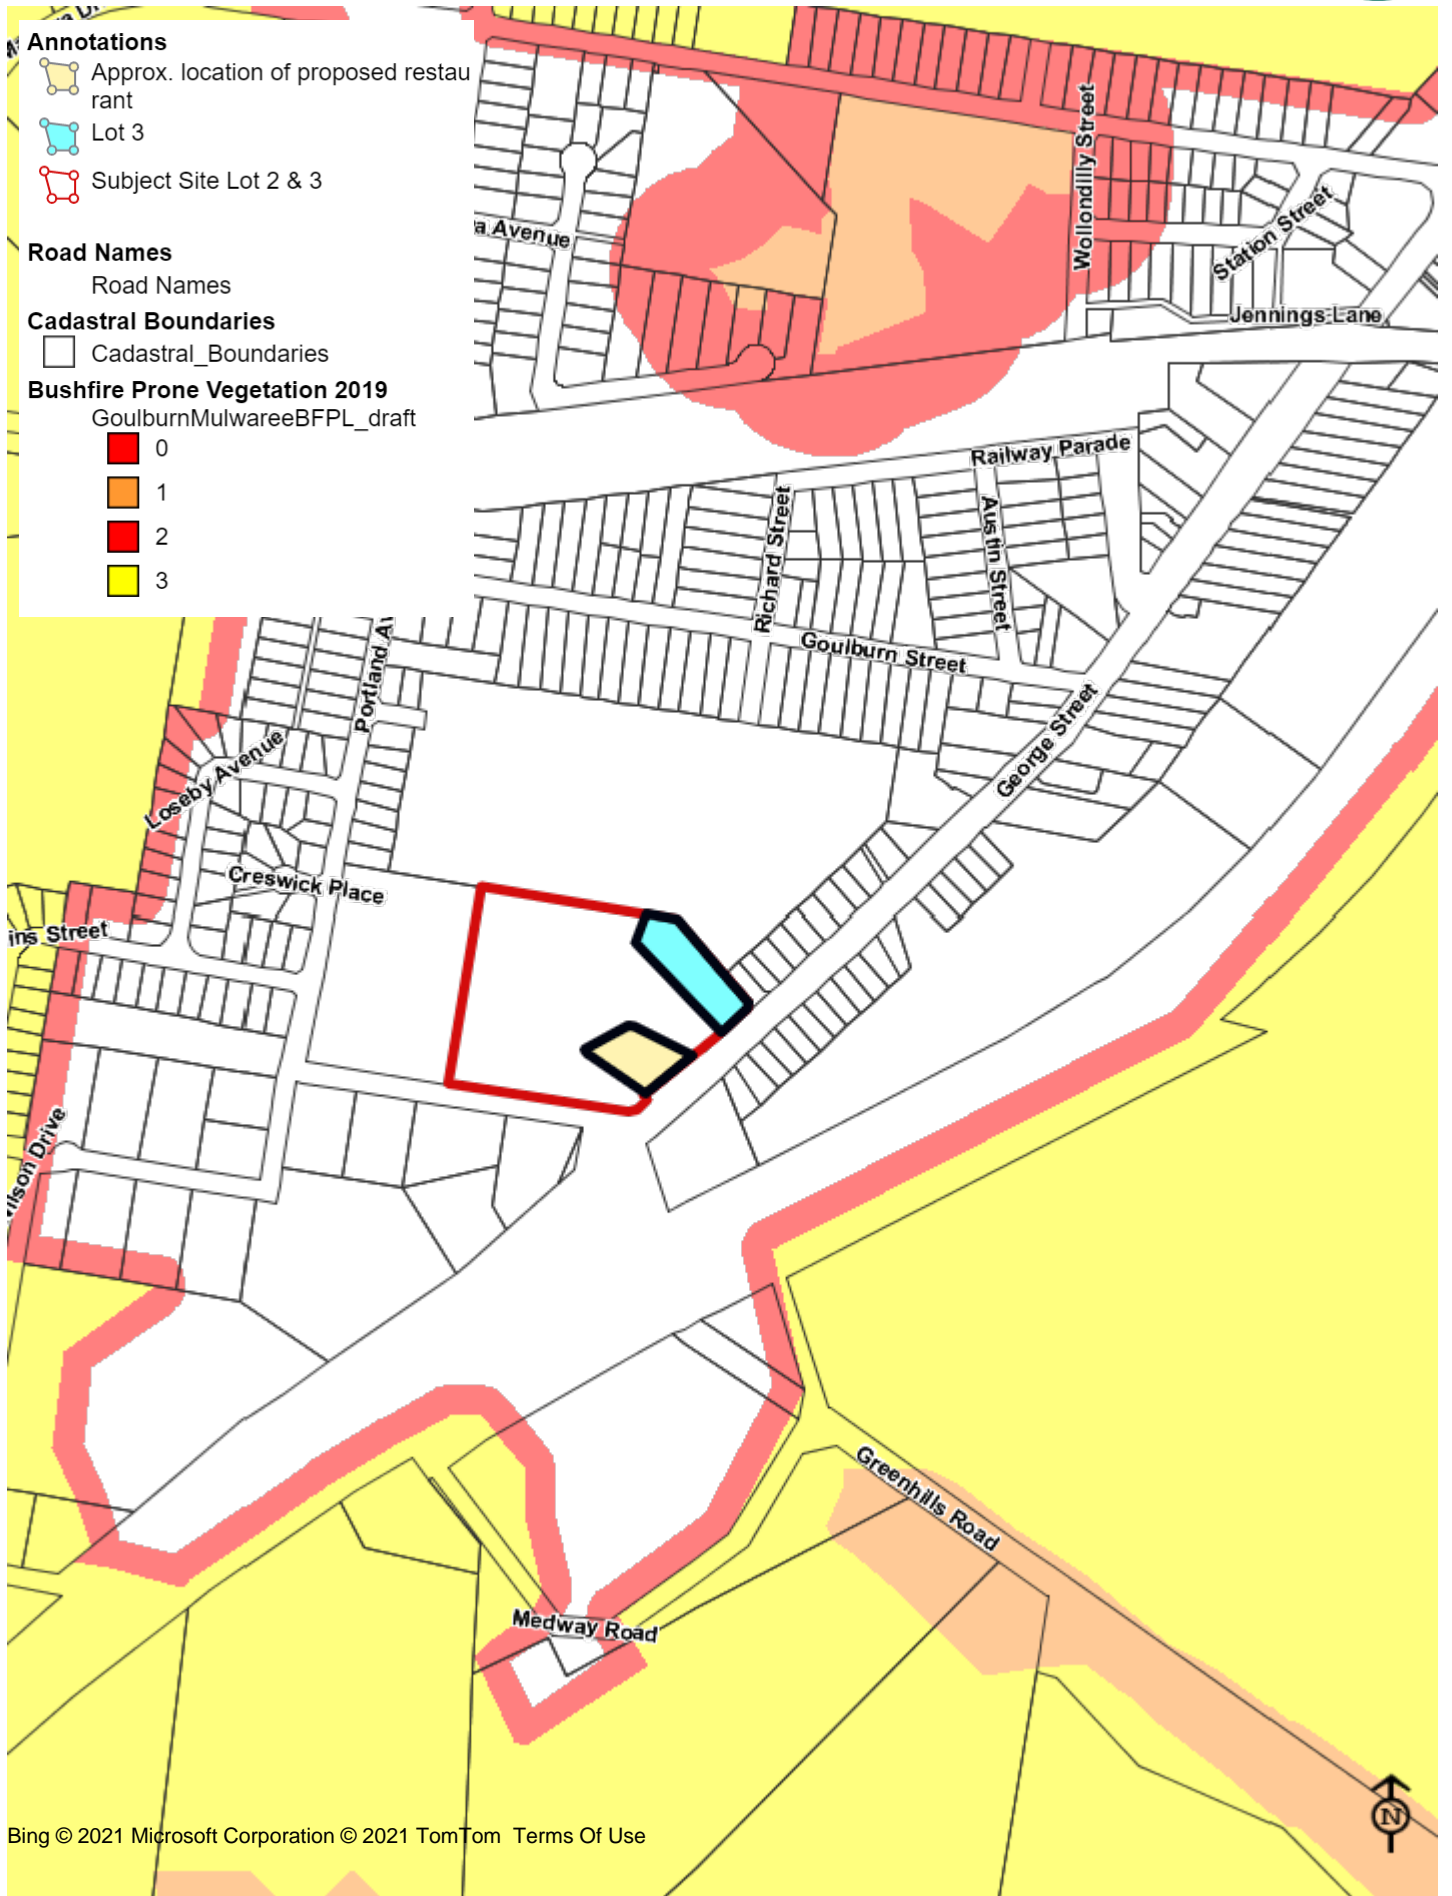 Annotations
Approx. location of proposed restau
rant
Lot 3
Subject Site Lot 2 & 3
Road Names
Road Names
Cadastral Boundaries
Cadastral_Boundaries
Bushfire Prone Vegetation 2019
GoulburnMulwareeBFPL_draft
0
1
2
3
a Avenue
Wollondilly Street
Station Street
Jennings Lane
Railway Parade
Richard Street
Austin Street
Goulburn Street
George Street
Portland Av
Loseby Avenue
Creswick Place
ins Street
ilson Drive
Greenhills Road
Medway Road
N
Bing © 2021 Microsoft Corporation © 2021 TomTom Terms Of Use